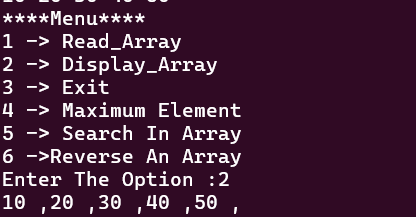 ****Menu****
1 -> Read_Array
2 -> Display_Array
3 -> Exit
4 -> Maximum Element
5 -> Search In Array
6 ->Reverse An Array
Enter The Option :2
10 ,20 ,30 ,40 ,50 ,